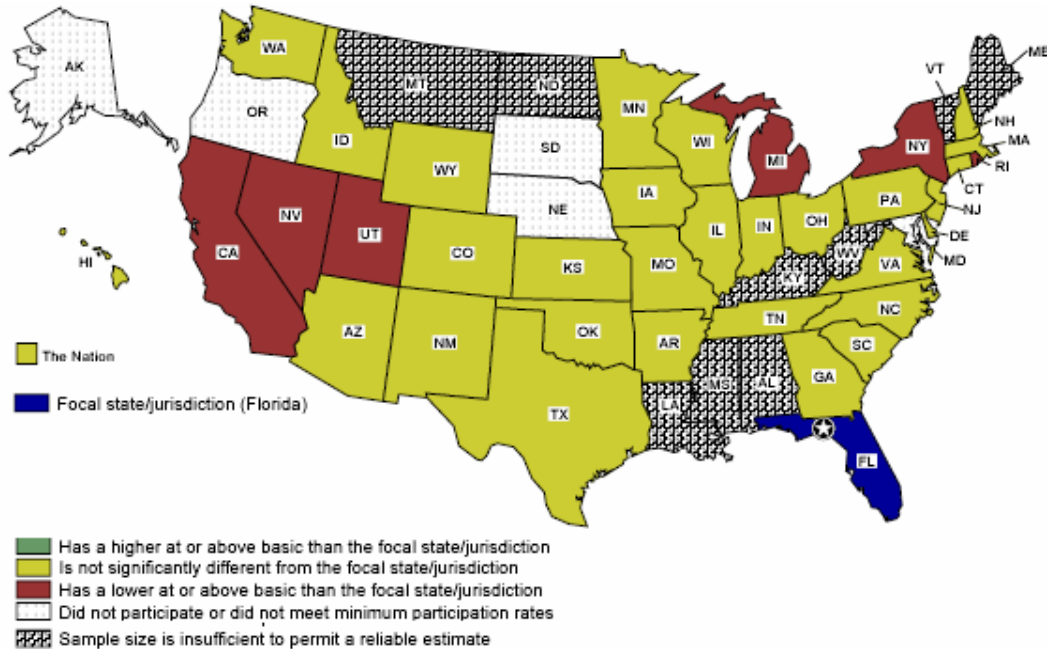 ME
WA
VT
AK
MT
ND
MN
OR
NH
ID
SD
WI
NY
MA
MI
RI
WY
IA
CT
NE
PA
NJ
NV
OH
IL
IN
DE
UT
CA
CO
WV
MD
VA
HI
KS
MO
KY
NC
TN
AZ
OK
NM
AR
SC
The Nation
GA
MS
AL
Focal state/jurisdiction (Florida)
LA
TX
FL
Has a higher at or above basic than the focal state/jurisdiction
Is not significantly different from the focal state/jurisdiction
Has a lower at or above basic than the focal state/jurisdiction
Did not participate or did not meet minimum participation rates
Sample size is insufficient to permit a reliable estimate